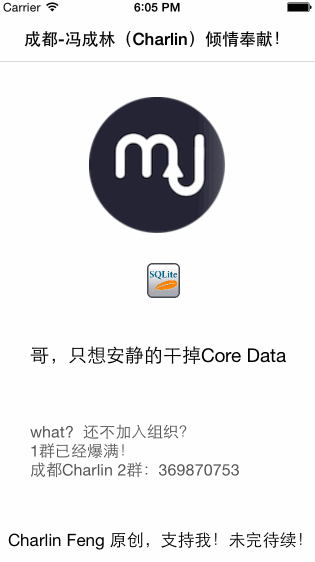 Carrier 6:05 PM
成都-冯成林（Charlin）倾情奉献！
mJ
SQLite
哥，只想安静的干掉Core Data
what？还不加入组织？
1群已经爆满！
成都Charlin 2群：369870753
Charlin Feng 原创，支持我！未完待续！